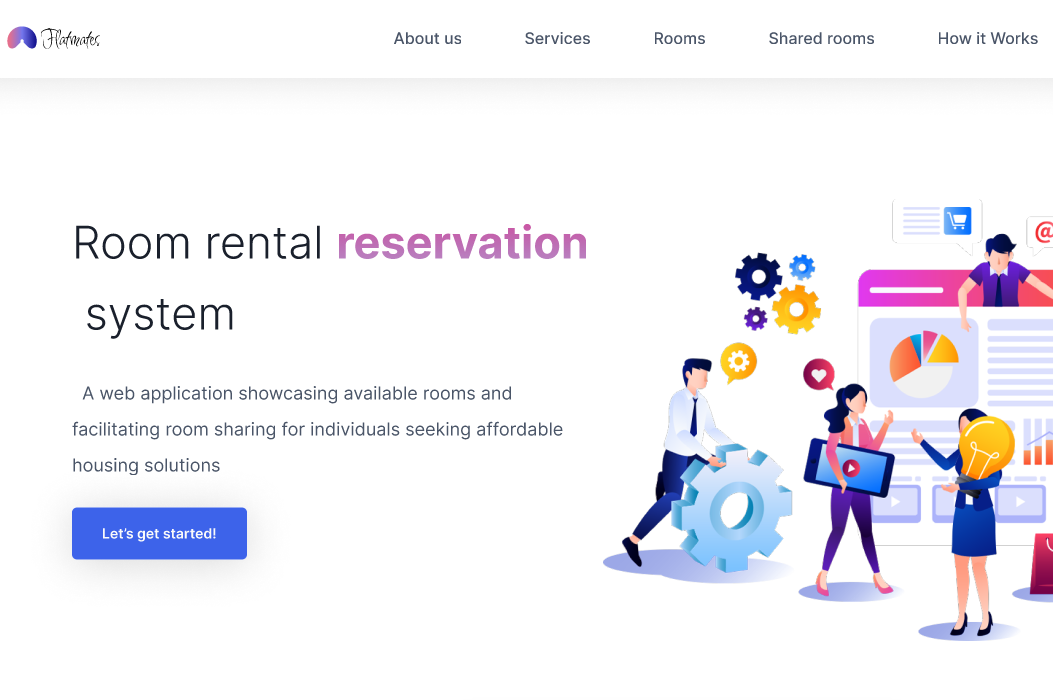 Flatmates
About us
Services
Rooms
Shared rooms
How it Works
Room rental reservation
system
A web application showcasing available rooms and
facilitating room sharing for individuals seeking affordable
housing solutions
Let's get started!
@